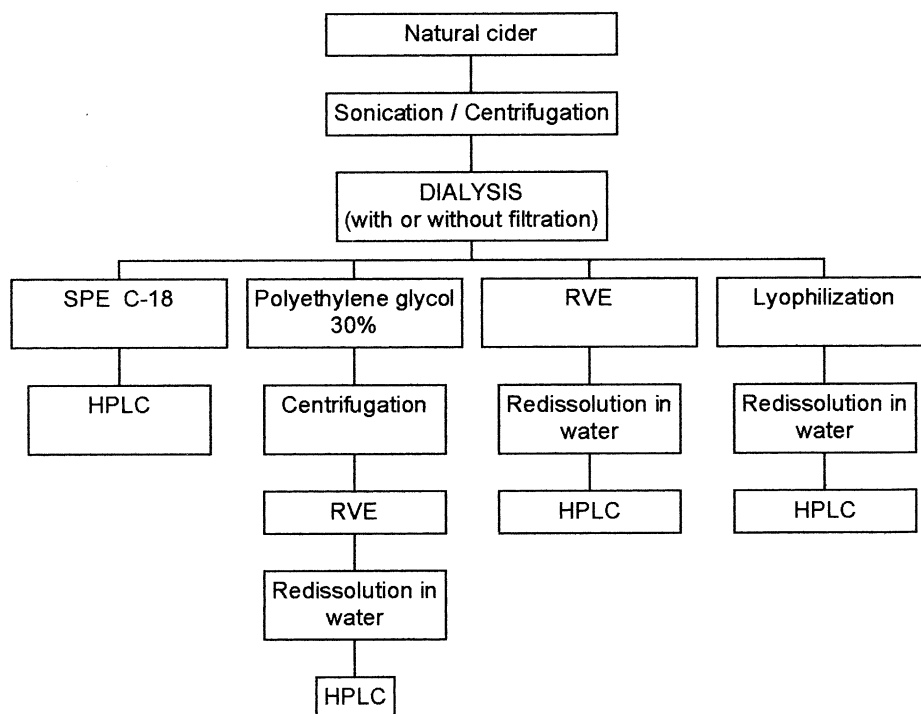 Natural cider
Sonication / Centrifugation
DIALYSIS
(with or without filtration)
SPE C-18
HPLC
Polyethylene glycol
30%
Centrifugation
RVE
Redissolution in
water
HPLC
RVE
Redissolution in
water
HPLC
Lyophilization
Redissolution in
water
HPLC